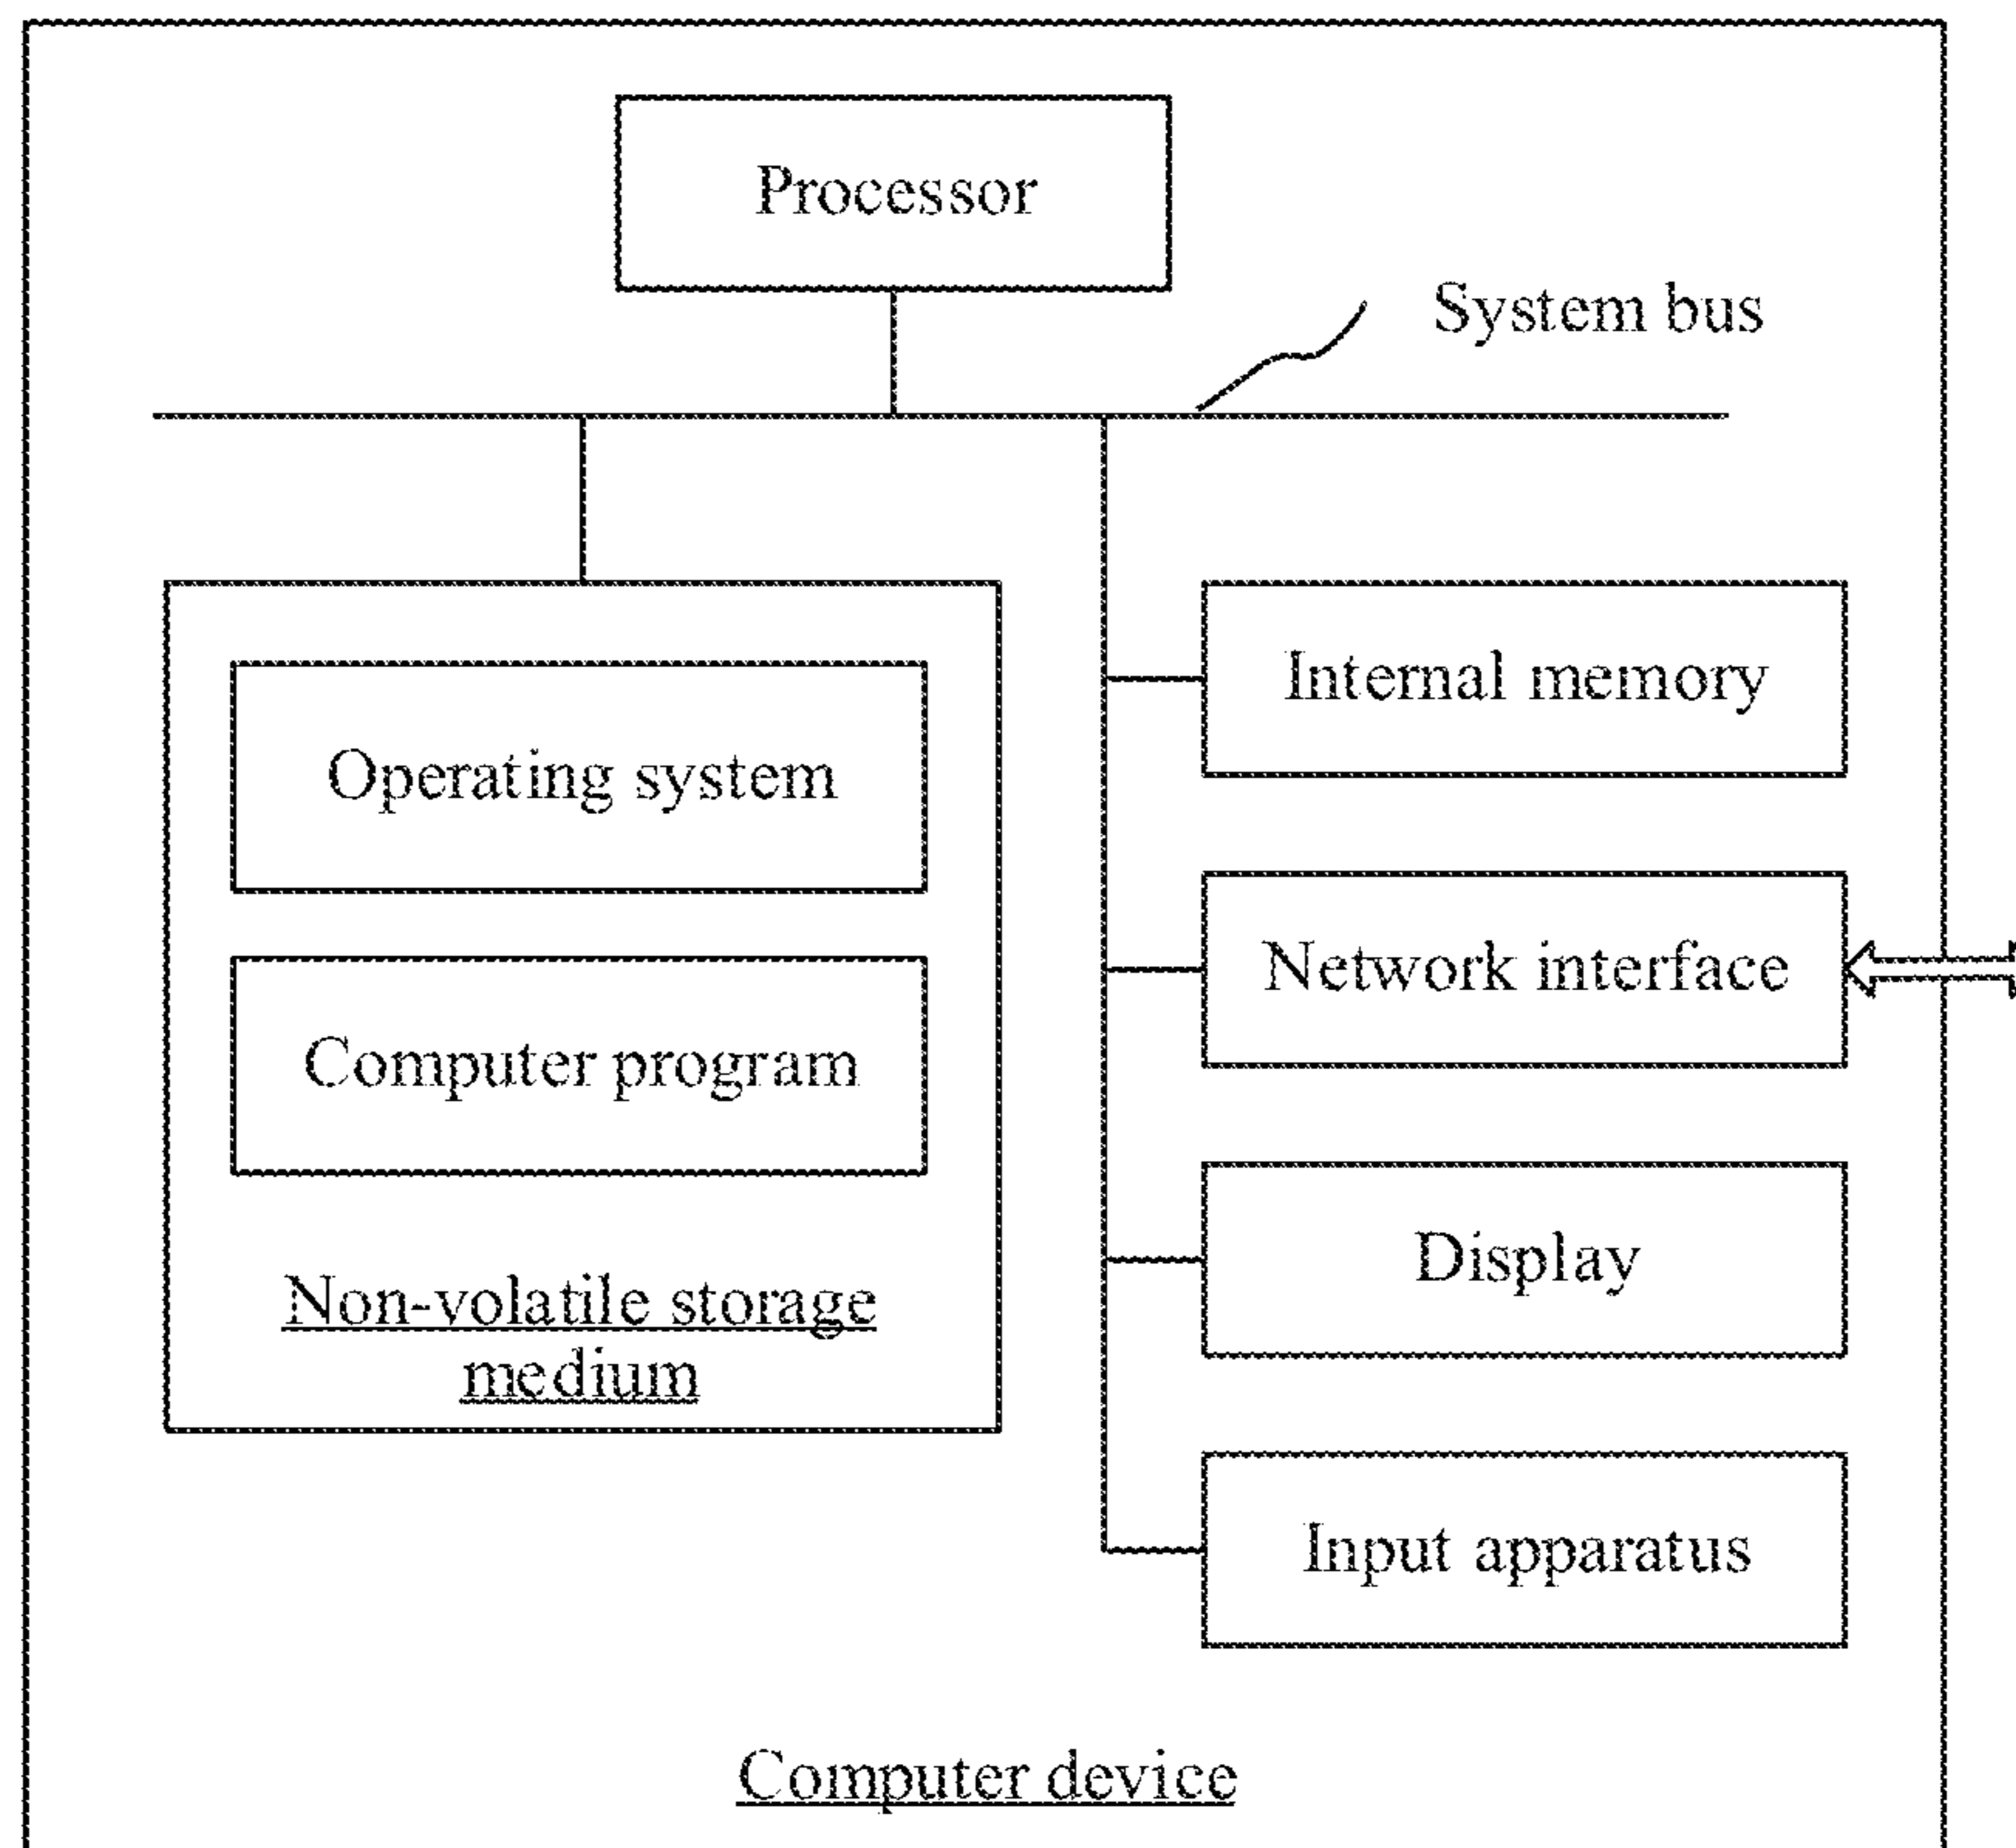 Processor
System bus
Internal memory
Operating system
Network interface
Computer program
Display
Non-volatile storage
medium
Input apparatus
Computer device